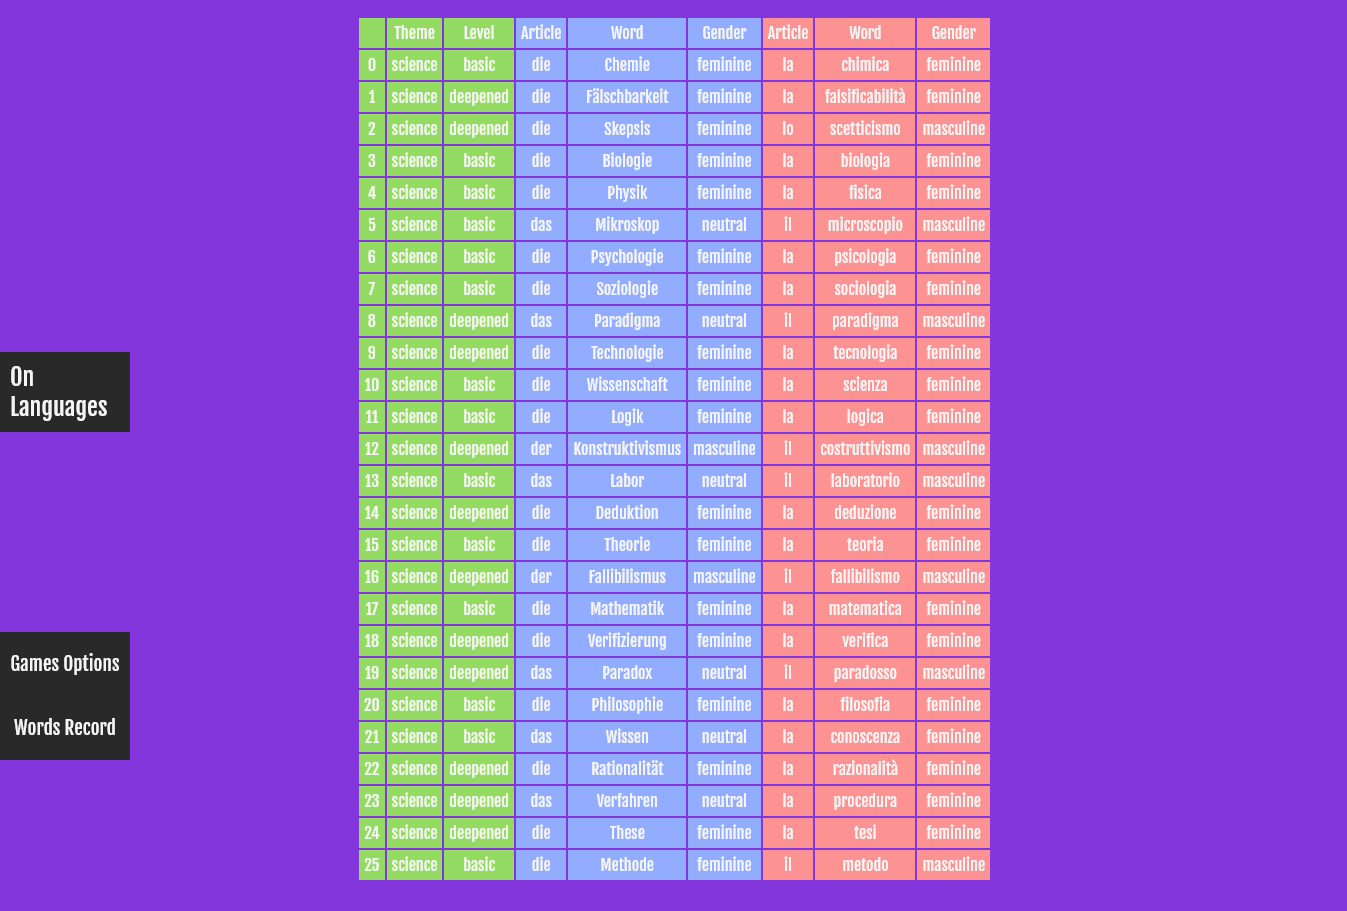 Theme Level Article Word Gender Article Word Gender
0 science basic die Chemie feminine la chimica feminine
1 science deepened die Fälschbarkeit feminine la falsificabilità feminine
2 science deepened die Skepsis feminine lo scetticismo masculine
3 science basic die Biologie feminine la biologia feminine
4 science basic die Physik feminine la fisica feminine
5 science basic das Mikroskop neutral il microscopio masculine
6 science basic die Psychologie feminine la psicologia feminine
7 science basic die Soziologie feminine la sociologia feminine
8 science deepened das Paradigma neutral il paradigma masculine
9 science deepened die Technologie feminine la tecnologia feminine
10 science basic die Wissenschaft feminine la scienza feminine
11 science basic die Logik feminine la logica feminine
12 science deepened der Konstruktivismus masculine il costruttivismo masculine
13 science basic das Labor neutral il laboratorio masculine
14 science deepened die Deduktion feminine la deduzione feminine
15 science basic die Theorie feminine la teoria feminine
16 science deepened der Fallibilismus masculine il fallibilismo masculine
17 science basic die Mathematik feminine la matematica feminine
18 science deepened die Verifizierung feminine la verifica feminine
19 science deepened das Paradox neutral il paradosso masculine
20 science basic die Philosophie feminine la filosofia feminine
21 science basic das Wissen neutral la conoscenza feminine
22 science deepened die Rationalität feminine la razionalità feminine
23 science deepened das Verfahren neutral la procedura feminine
24 science deepened die These feminine la tesi feminine
25 science basic die Methode feminine il metodo masculine
On
Languages
Games Options
Words Record